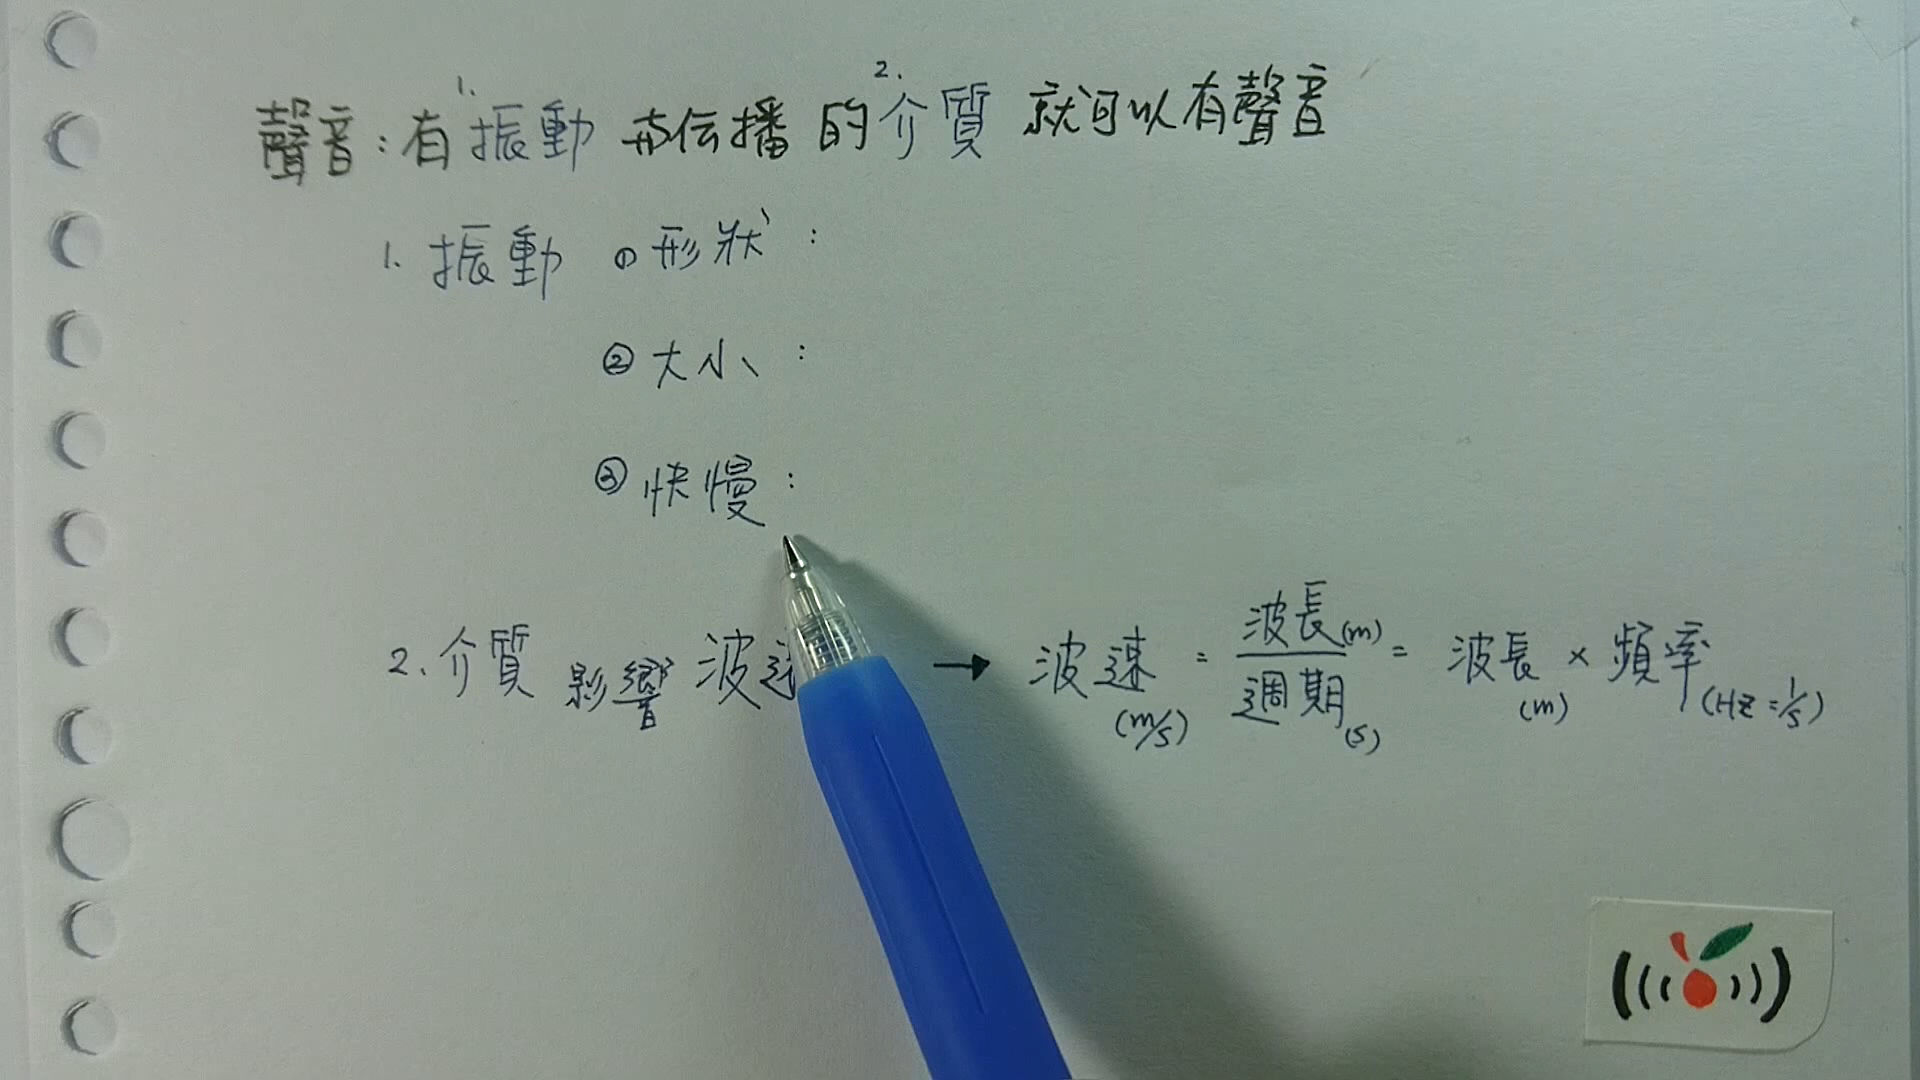 聲音:有振動和傳播的介質就可以有聲音
1. 2.
1. 振動 ①形狀:
②大小:
③快慢:
2. 介質 影響 波速 → 波速(m/s) = 波長(m)/週期(s) = 波長(m) × 頻率(Hz = 1/s)